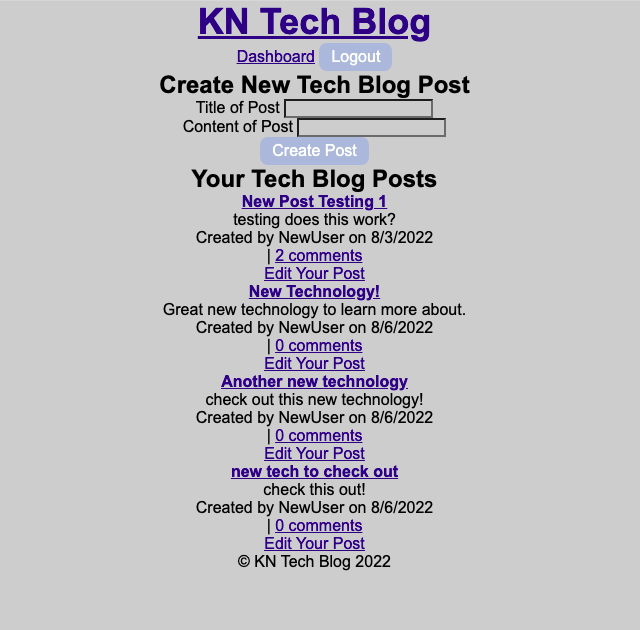 KN Tech Blog
Dashboard Logout
Create New Tech Blog Post
Title of Post
Content of Post
Create Post
Your Tech Blog Posts
New Post Testing 1
testing does this work?
Created by NewUser on 8/3/2022
| 2 comments
Edit Your Post
New Technology!
Great new technology to learn more about.
Created by NewUser on 8/6/2022
| 0 comments
Edit Your Post
Another new technology
check out this new technology!
Created by NewUser on 8/6/2022
| 0 comments
Edit Your Post
new tech to check out
check this out!
Created by NewUser on 8/6/2022
| 0 comments
Edit Your Post
© KN Tech Blog 2022